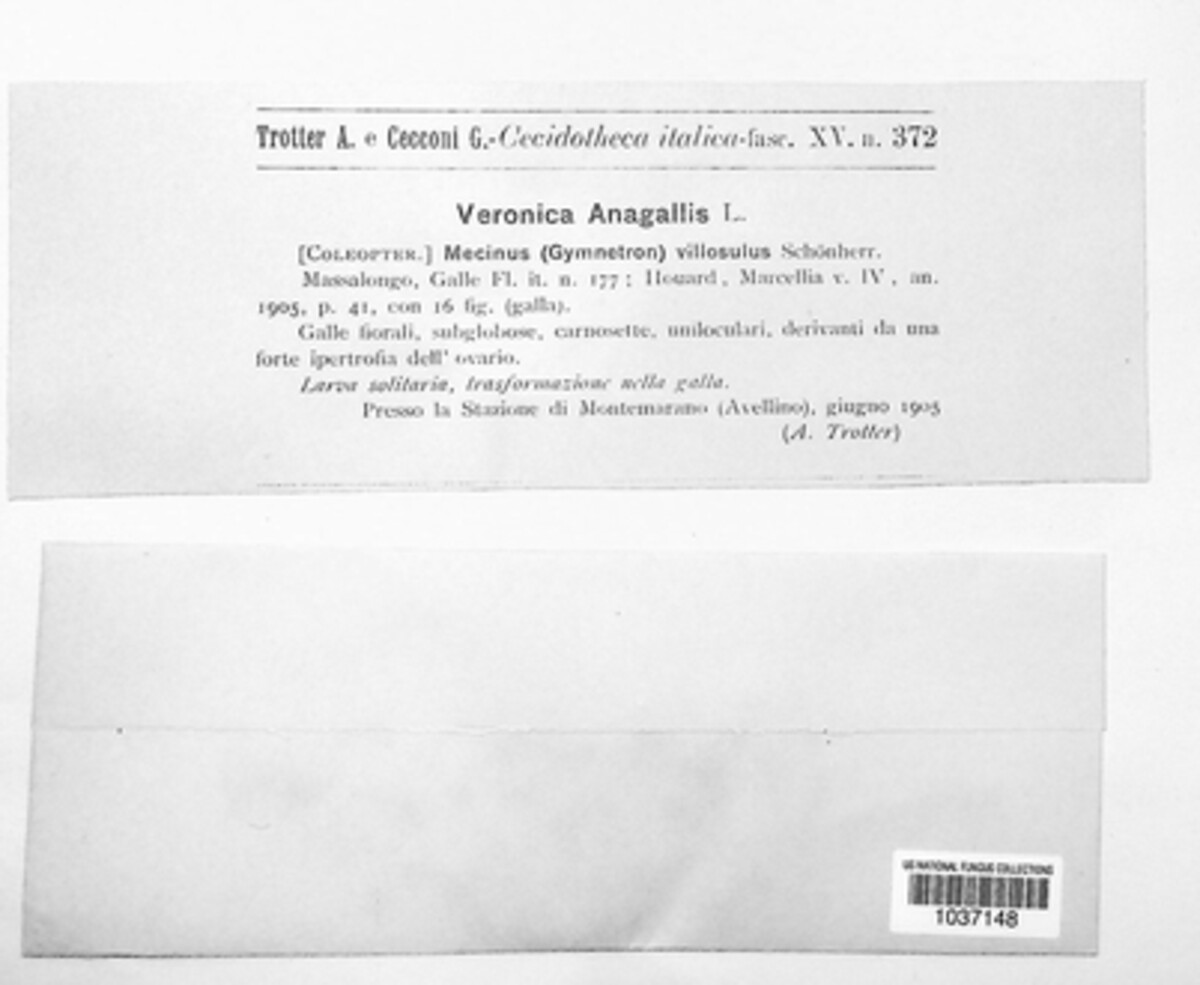 Trotter A. e Cecconi G.-Cecidotheca italica-fasc. XV. n. 372
Veronica Anagallis L.
[COLEOPTER.] Mecinus (Gymnetron) villosulus Schönherr.
Massalongo, Galle Fl. it. n. 177; Houard, Marcellia v. IV, an.
1905, p. 41, con 16 fig. (galla).
Galle fiorali, subglobose, carnosette, uniloculari, derivanti da una
forte ipertrofia dell' ovario.
Larva solitaria, trasformazione nella galla.
Presso la Stazione di Montemarano (Avellino), giugno 1905
(A. Trotter)
US NATIONAL FUNGUS COLLECTIONS
1037148